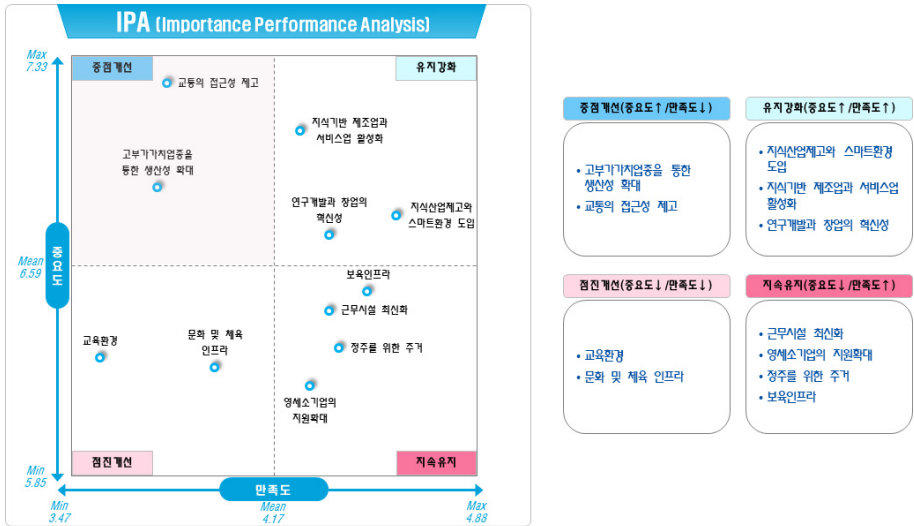 IPA (Importance Performance Analysis)
Max
7.33
중점개선
유지강화
교통의 접근성 제고
지식기반 제조업과
서비스업 활성화
고부가가치업종을
통한 생산성 확대
연구개발과 창업의
혁신성
지식산업제고와
스마트환경 도입
중요도
Mean
6.59
보육인프라
근무시설 최신화
교육환경
문화 및 체육
인프라
정주를 위한 주거
영세소기업의
지원확대
점진개선
지속유지
Min
5.85
만족도
Min
3.47
Mean
4.17
Max
4.88
중점개선(중요도↑/만족도↓)
• 고부가가치업종을 통한
생산성 확대
• 교통의 접근성 제고
유지강화(중요도↑/만족도↑)
• 지식산업제고와 스마트환경
도입
• 지식기반 제조업과 서비스업
활성화
• 연구개발과 창업의 혁신성
점진개선(중요도↓/만족도↓)
• 교육환경
• 문화 및 체육 인프라
지속유지(중요도↓/만족도↑)
• 근무시설 최신화
• 영세소기업의 지원확대
• 정주를 위한 주거
• 보육인프라